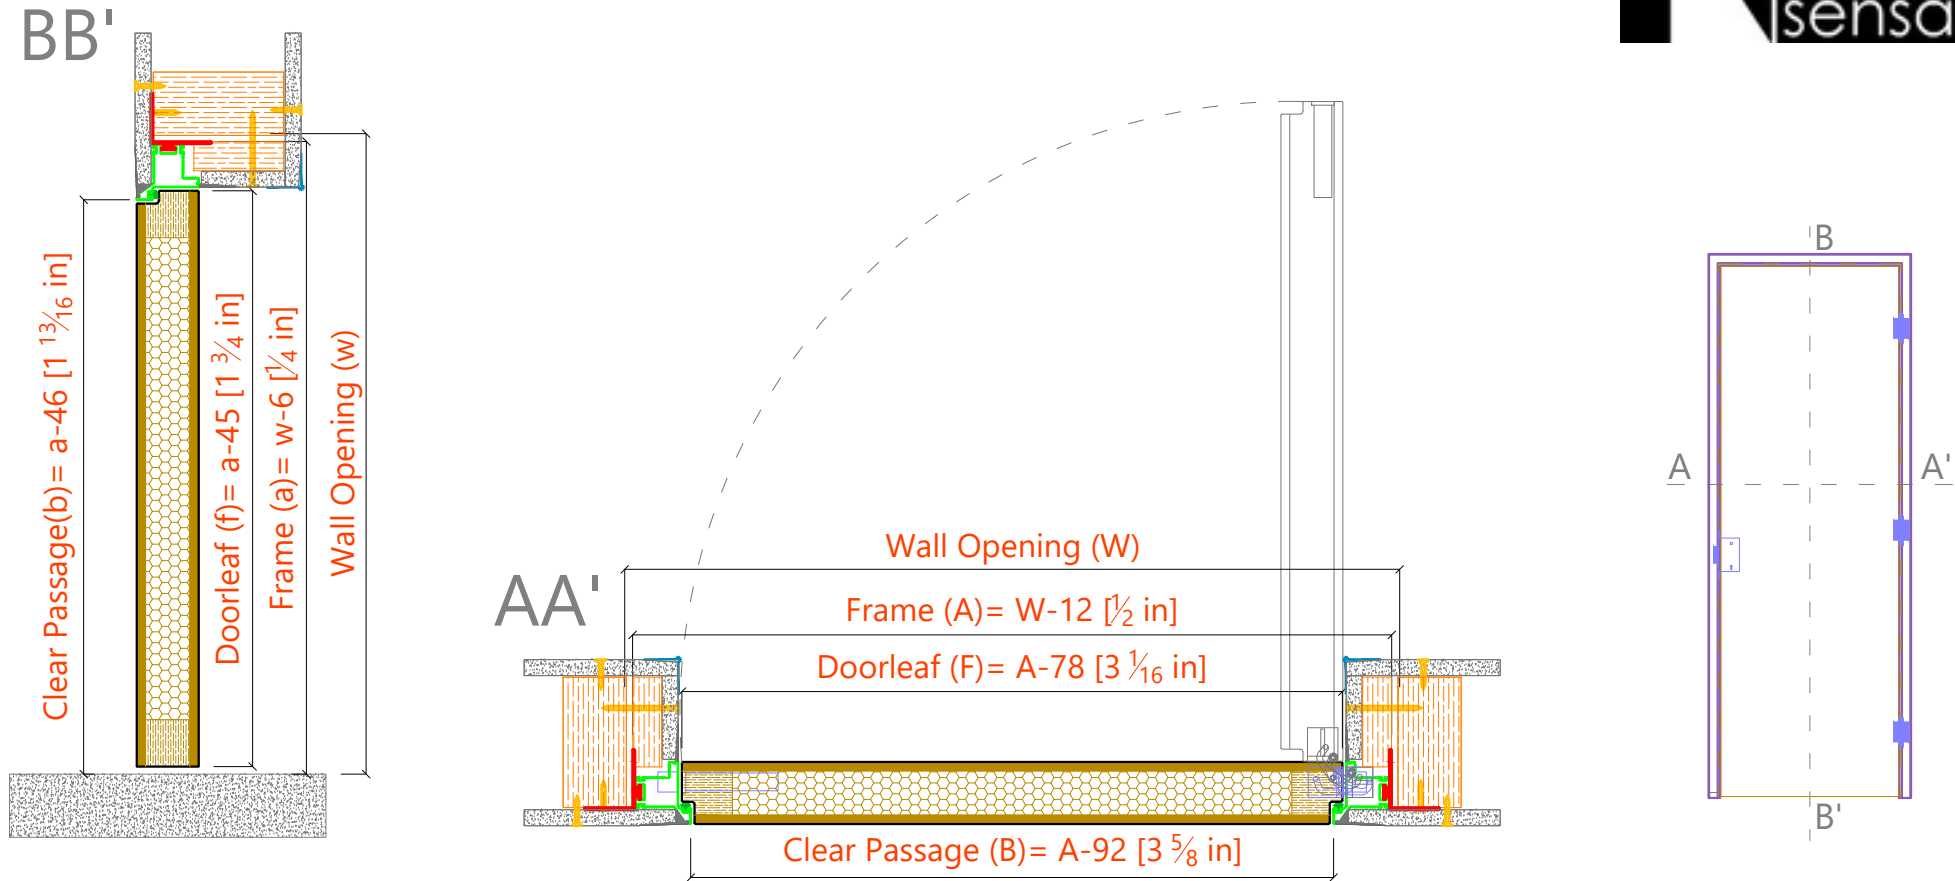 BB'
sensa
Clear Passage(b)= a-46 [1 13/16 in]
Doorleaf (f)= a-45 [1 3/4 in]
Frame (a)= w-6 [1/4 in]
Wall Opening (w)
AA'
Wall Opening (W)
Frame (A)= W-12 [1/2 in]
Doorleaf (F)= A-78 [3 1/16 in]
Clear Passage (B)= A-92 [3 5/8 in]
B
A
A'
B'